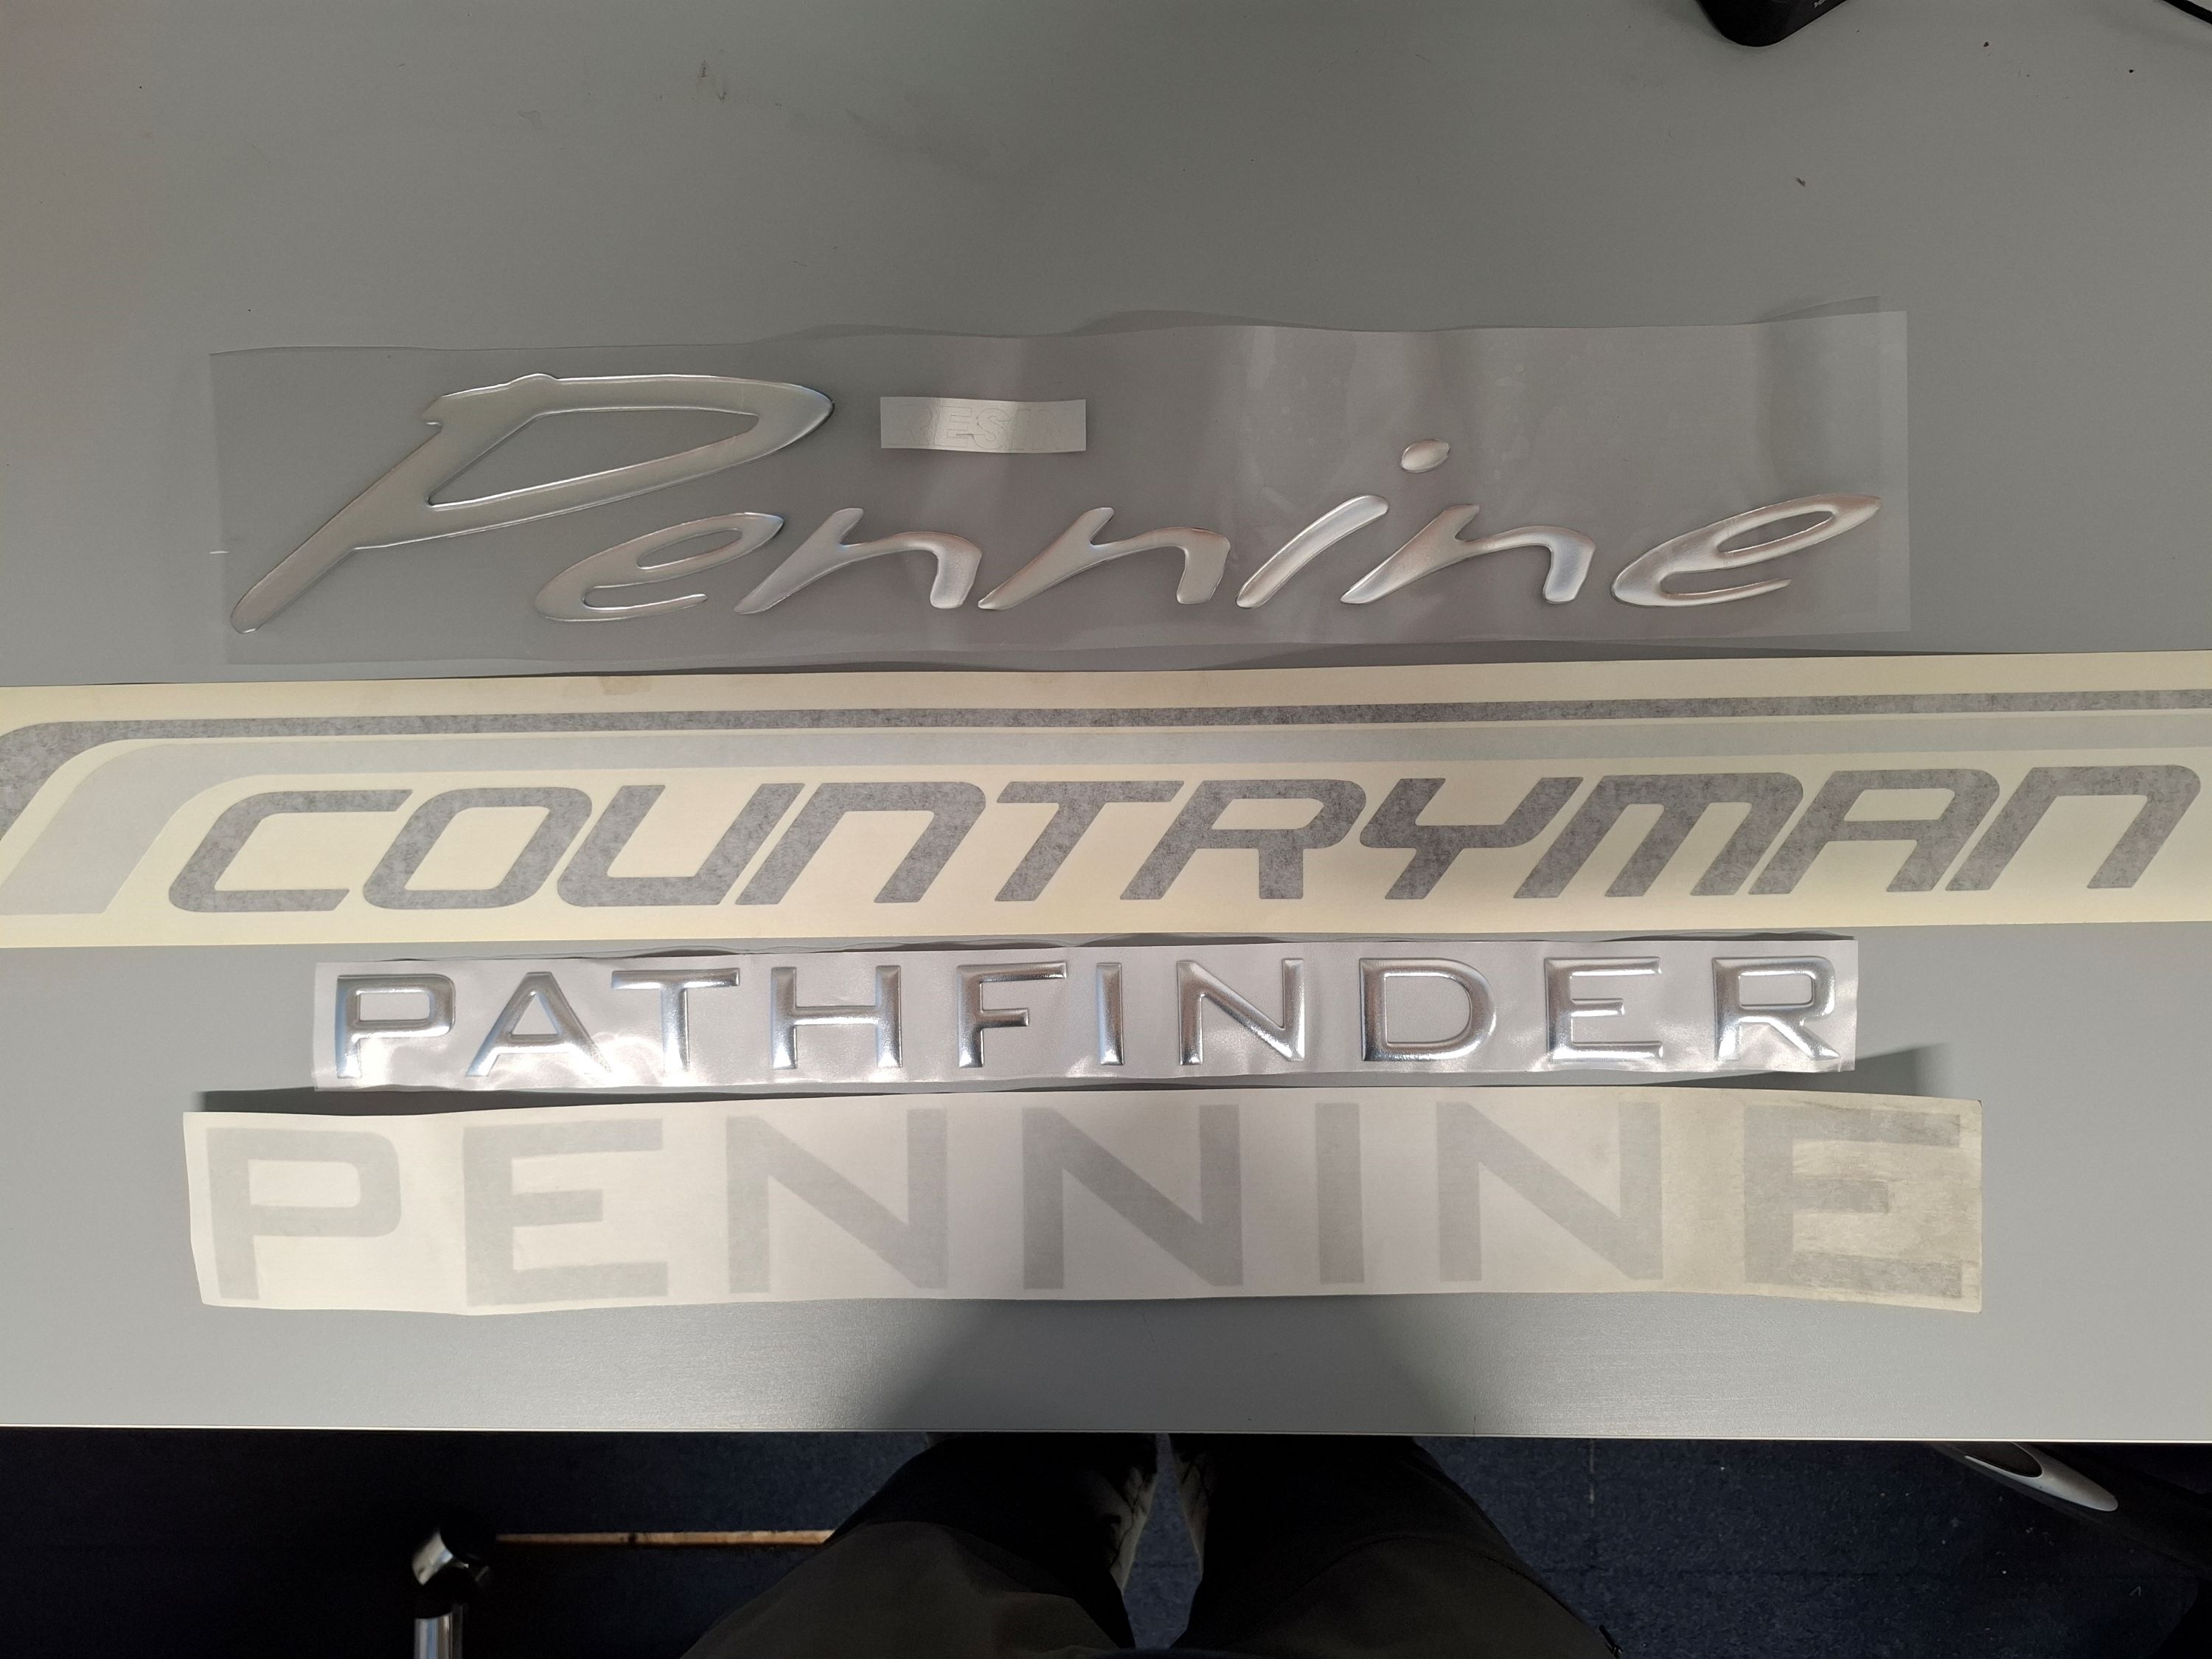 Pennine
RESIN
COUNTRYMAN
PATHFINDER
PENNINE